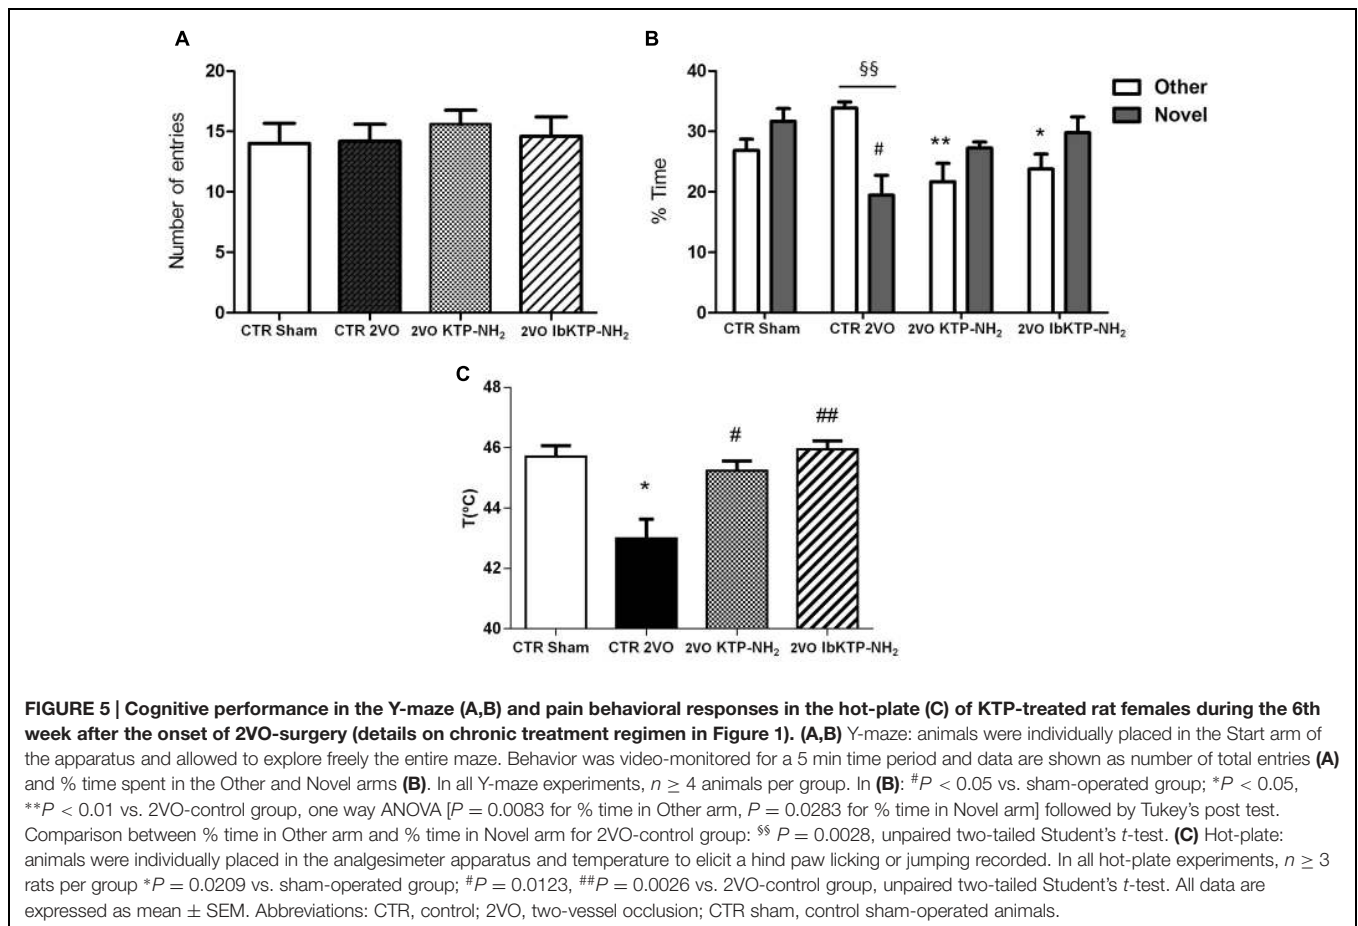 A
Number of entries
20
15
10
5
0
CTR Sham
CTR 2VO
2VO KTP-NH2
2VO IbKTP-NH2
B
% Time
40
30
20
10
0
§§
#
**
*
Other
Novel
CTR Sham
CTR 2VO
2VO KTP-NH2
2VO IbKTP-NH2
C
T(ºC)
48
46
44
42
40
*
#
##
CTR Sham
CTR 2VO
2VO KTP-NH2
2VO IbKTP-NH2
FIGURE 5 | Cognitive performance in the Y-maze (A,B) and pain behavioral responses in the hot-plate (C) of KTP-treated rat females during the 6th
week after the onset of 2VO-surgery (details on chronic treatment regimen in Figure 1). (A,B) Y-maze: animals were individually placed in the Start arm of
the apparatus and allowed to explore freely the entire maze. Behavior was video-monitored for a 5 min time period and data are shown as number of total entries (A)
and % time spent in the Other and Novel arms (B). In all Y-maze experiments, n ≥ 4 animals per group. In (B): #P < 0.05 vs. sham-operated group; *P < 0.05,
**P < 0.01 vs. 2VO-control group, one way ANOVA [P = 0.0083 for % time in Other arm, P = 0.0283 for % time in Novel arm] followed by Tukey's post test.
Comparison between % time in Other arm and % time in Novel arm for 2VO-control group: §§ P = 0.0028, unpaired two-tailed Student's t-test. (C) Hot-plate:
animals were individually placed in the analgesimeter apparatus and temperature to elicit a hind paw licking or jumping recorded. In all hot-plate experiments, n ≥ 3
rats per group *P = 0.0209 vs. sham-operated group; #P = 0.0123, ##P = 0.0026 vs. 2VO-control group, unpaired two-tailed Student's t-test. All data are
expressed as mean ± SEM. Abbreviations: CTR, control; 2VO, two-vessel occlusion; CTR sham, control sham-operated animals.